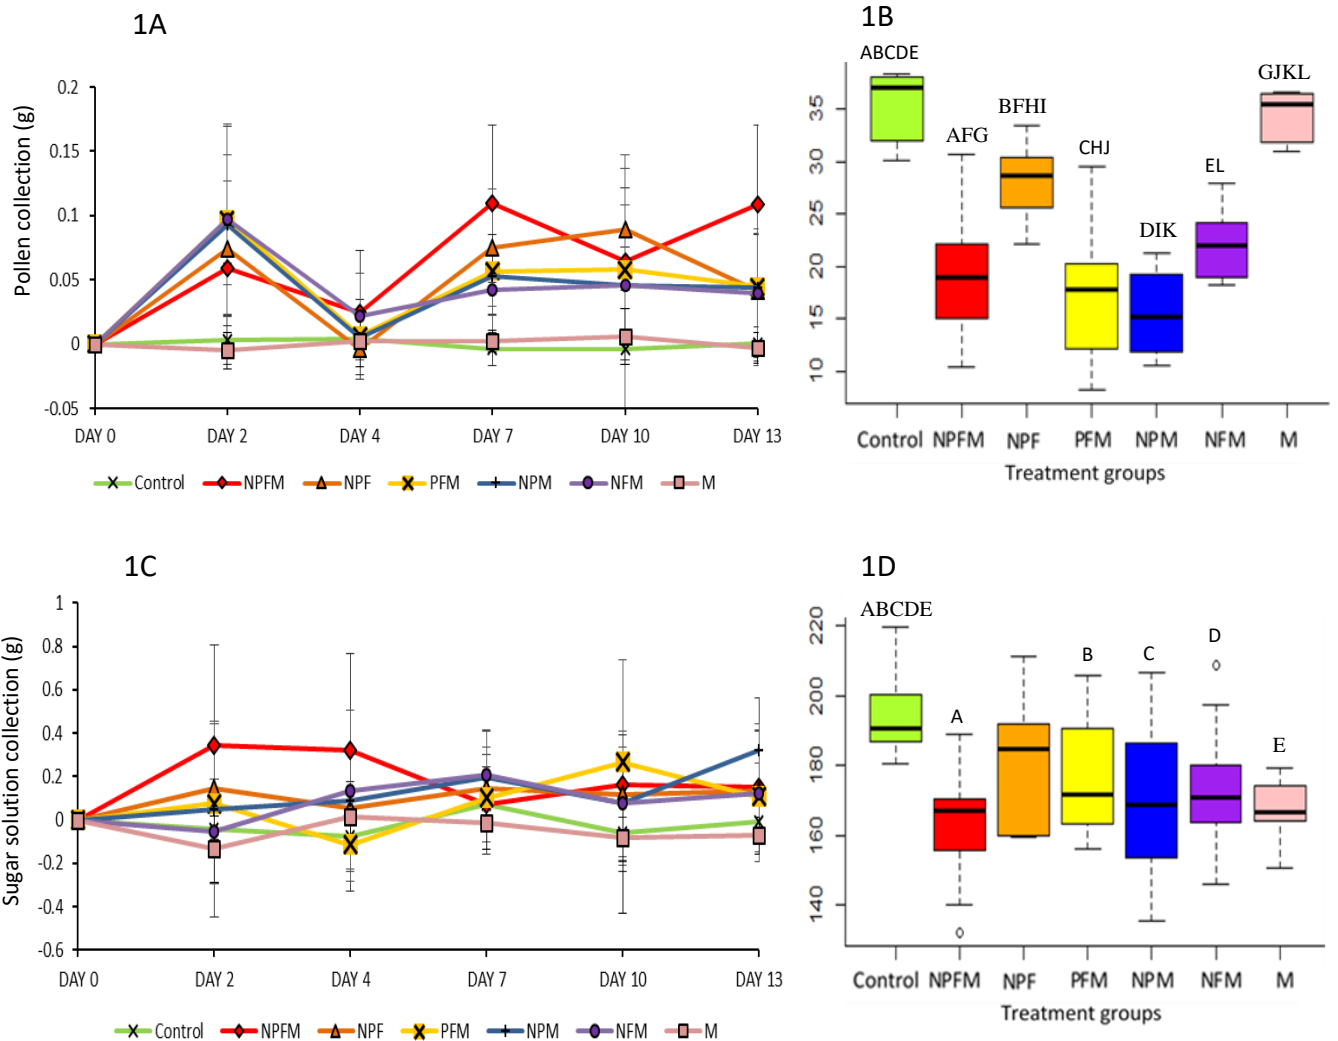 1A
Pollen collection (g)
0.2
0.15
0.1
0.05
0
-0.05
DAY 0 DAY 2 DAY 4 DAY 7 DAY 10 DAY 13
Control NPFM NPF PFM NPM NFM M
1B
ABCDE AFG BFHI CHJ DIK EL GJKL
35
30
25
20
15
10
Control NPFM NPF PFM NPM NFM M
Treatment groups
1C
Sugar solution collection (g)
1
0.8
0.6
0.4
0.2
0
-0.2
-0.4
-0.6
DAY 0 DAY 2 DAY 4 DAY 7 DAY 10 DAY 13
Control NPFM NPF PFM NPM NFM M
1D
ABCDE A B C D E
220
200
180
160
140
Control NPFM NPF PFM NPM NFM M
Treatment groups